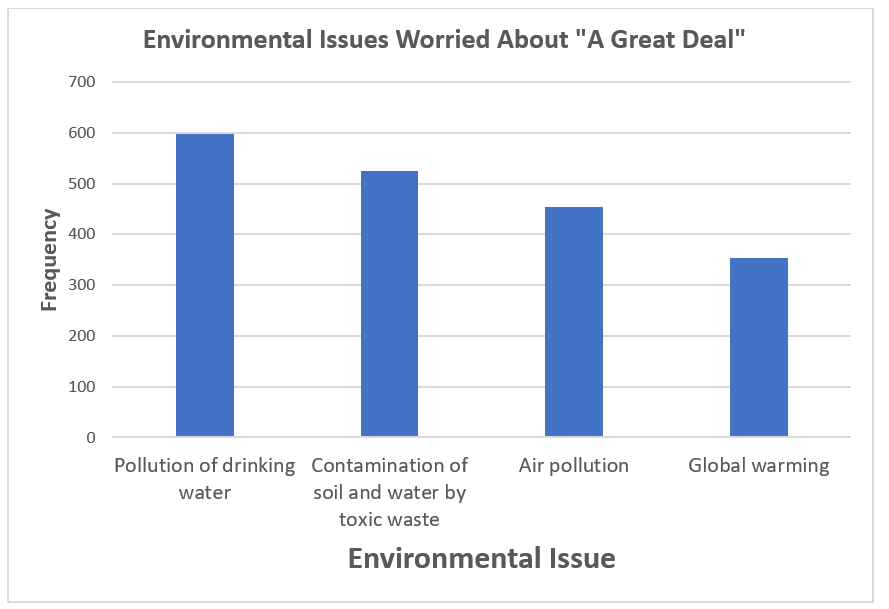 Environmental Issues Worried About "A Great Deal"
700
600
500
400
300
200
100
0
Frequency
Pollution of drinking
water
Contamination of
soil and water by
toxic waste
Air pollution
Global warming
Environmental Issue